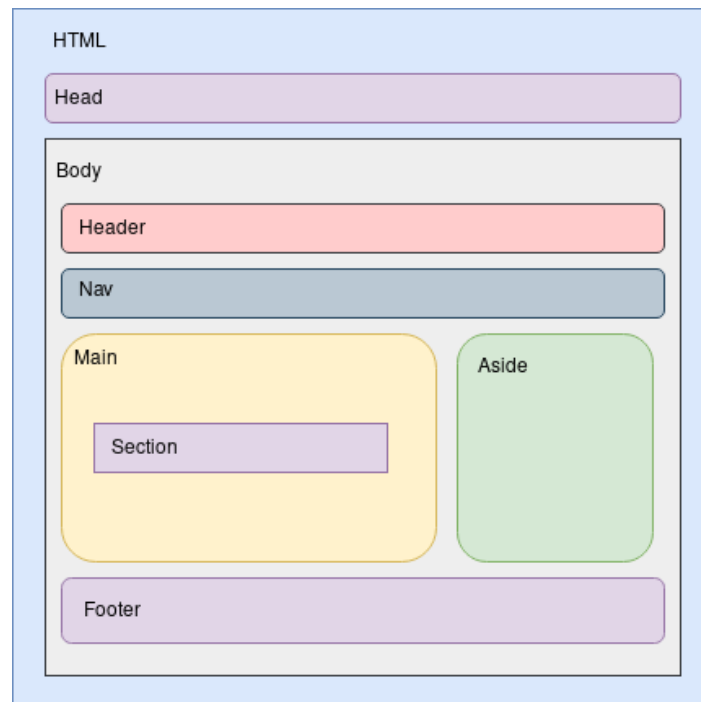 HTML
Head
Body
Header
Nav
Main
Aside
Section
Footer